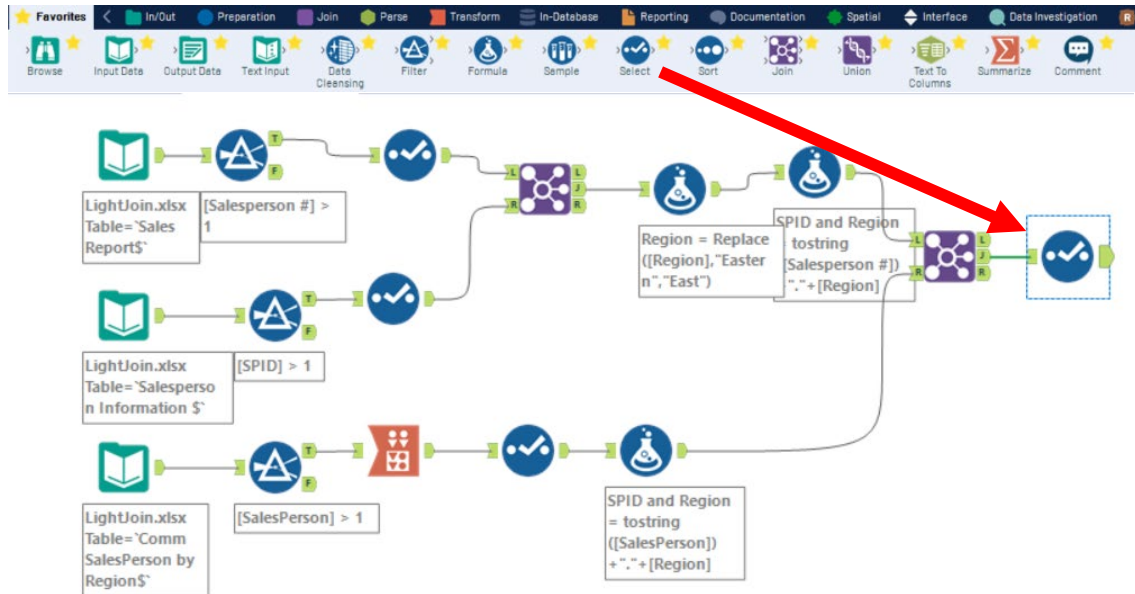 Favorites In/Out Preparation Join Parse Transform In-Database Reporting Documentation Spatial Interface Data Investigation R
Browse Input Data Output Data Text Input Data Cleansing Filter Formula Sample Select Sort Join Union Text To Columns Summarize Comment
T
F
L
R
L
J
R
LightJoin.xlsx
Table=`Sales
Report$`
[Salesperson #] >
1
Region = Replace
([Region],"Easter
n","East")
SPID and Region
= tostring
([Salesperson #])
+"."+[Region]
L
R
L
J
R
T
F
LightJoin.xlsx
Table=`Salesperso
n Information $`
[SPID] > 1
T
F
LightJoin.xlsx
Table=`Comm
SalesPerson by
Region$`
[SalesPerson] > 1
SPID and Region
= tostring
([SalesPerson])
+"."+[Region]